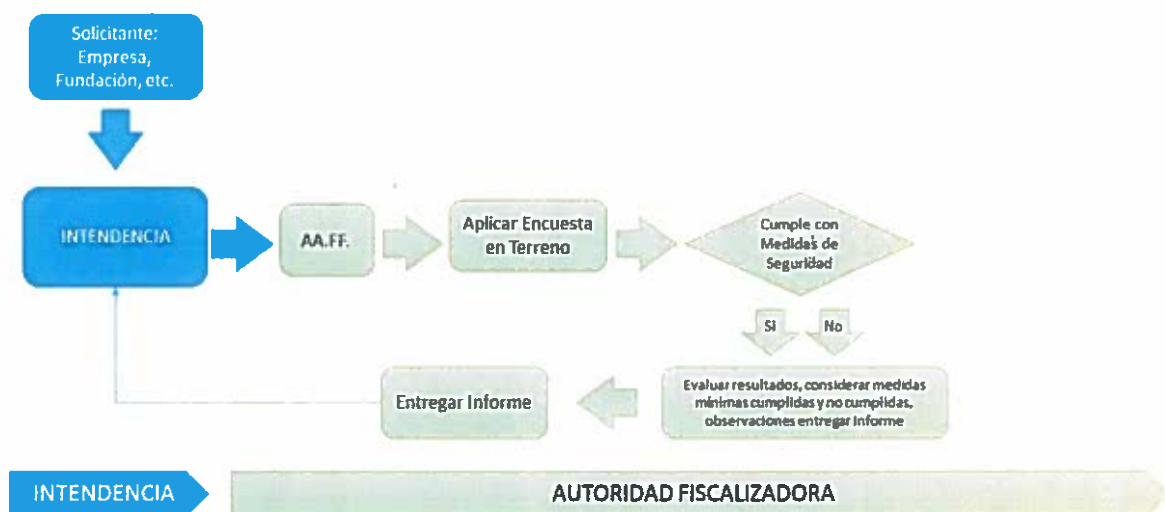 Solicitante:
Empresa,
Fundación, etc.
INTENDENCIA
AA.FF.
Aplicar Encuesta
en Terreno
Cumple con
Medidas de
Seguridad
Si
No
Evaluar resultados, considerar medidas
mínimas cumplidas y no cumplidas,
observaciones entregar informe
Entregar Informe
INTENDENCIA
AUTORIDAD FISCALIZADORA